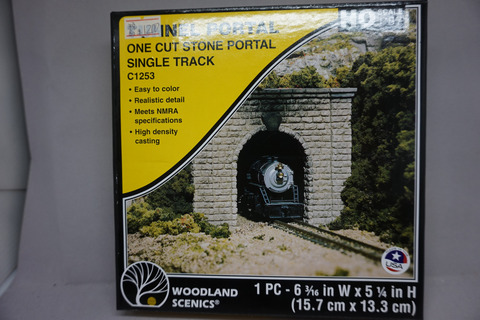 NEL PORTAL
HO SCALE
ONE CUT STONE PORTAL
SINGLE TRACK
C1253
• Easy to color
• Realistic detail
• Meets NMRA
specifications
• High density
casting
USA
WOODLAND
SCENICS®
1 PC - 6 3/16 in W x 5 1/4 in H
(15.7 cm x 13.3 cm)